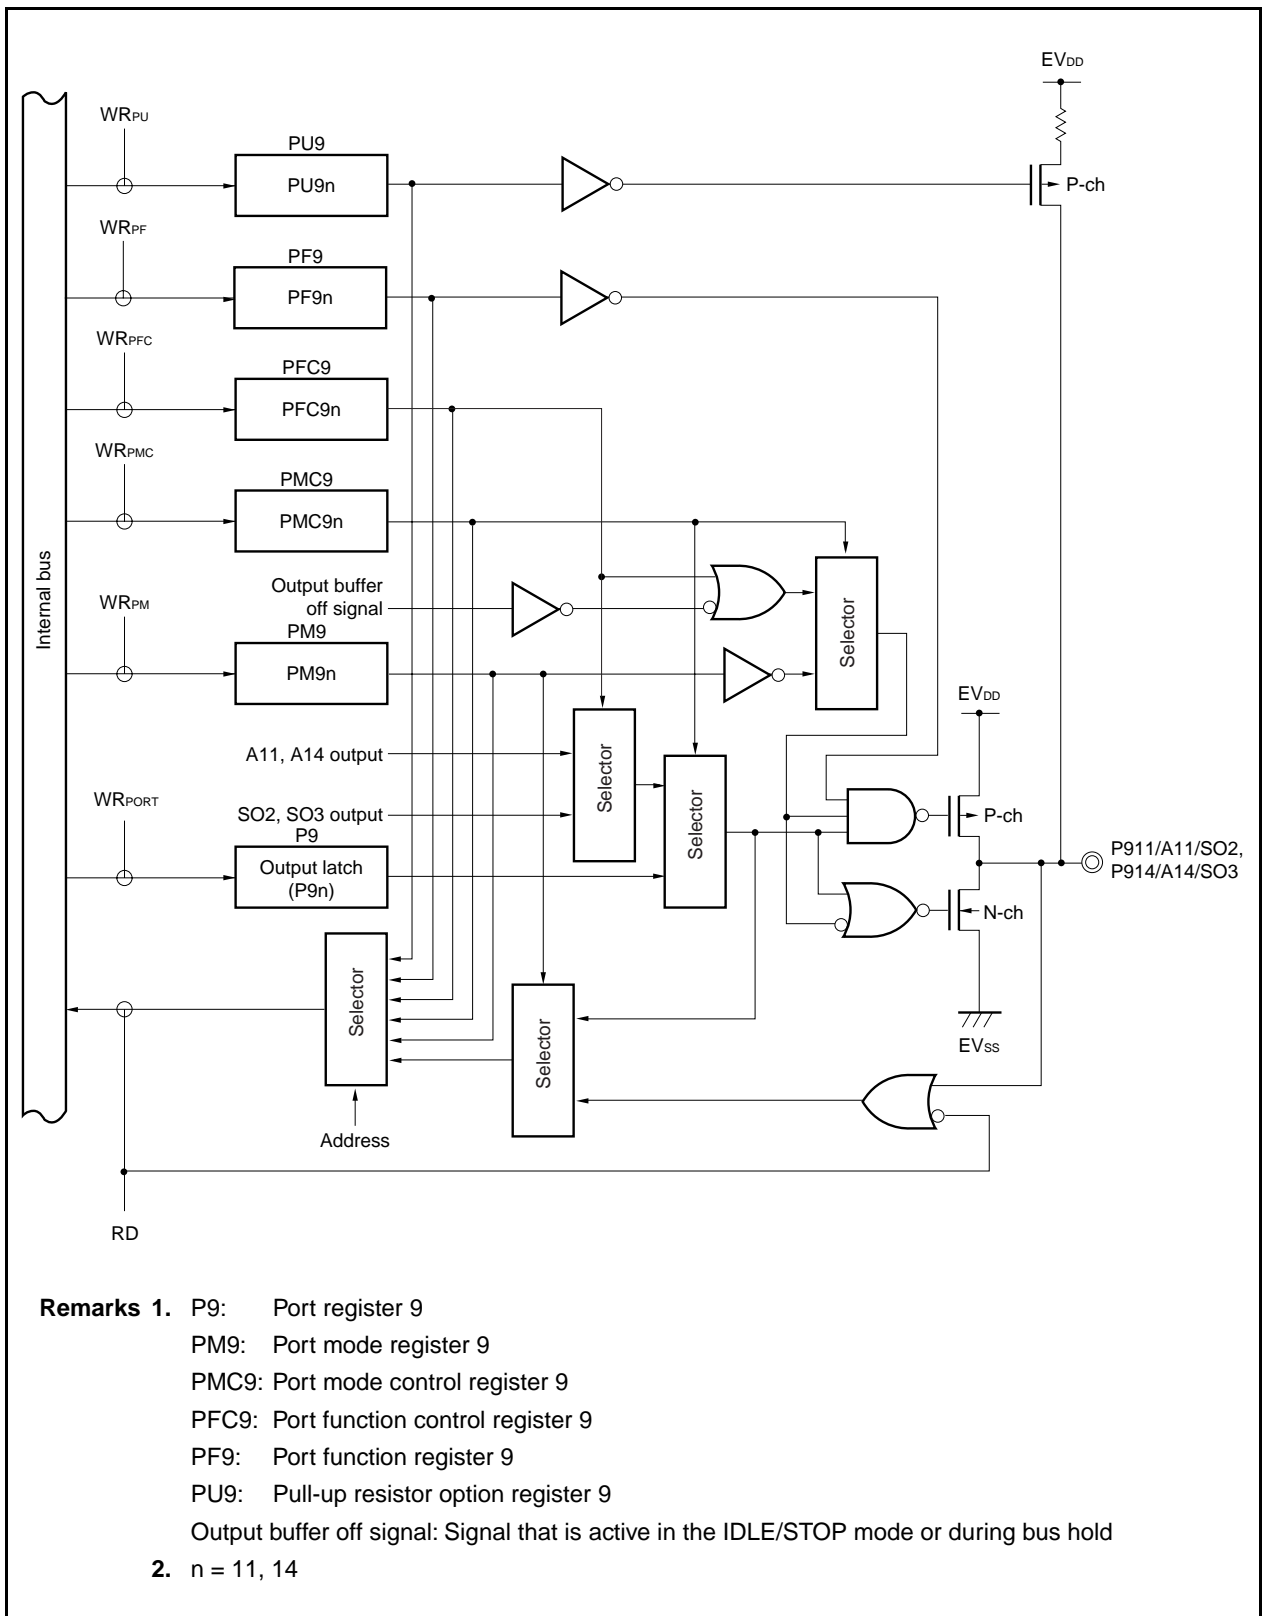 EVDD
WRPU
PU9
PU9n
P-ch
WRPF
PF9
PF9n
WRPFC
PFC9
PFC9n
WRPMC
PMC9
PMC9n
Internal bus
Output buffer
off signal
Selector
WRPM
PM9
PM9n
EVDD
A11, A14 output
Selector
Selector
WRPORT
SO2, SO3 output
P-ch
P9
Output latch
(P9n)
P911/A11/SO2,
P914/A14/SO3
N-ch
Selector
Selector
EVSS
Address
RD
Remarks 1. P9: Port register 9
PM9: Port mode register 9
PMC9: Port mode control register 9
PFC9: Port function control register 9
PF9: Port function register 9
PU9: Pull-up resistor option register 9
Output buffer off signal: Signal that is active in the IDLE/STOP mode or during bus hold
2. n = 11, 14